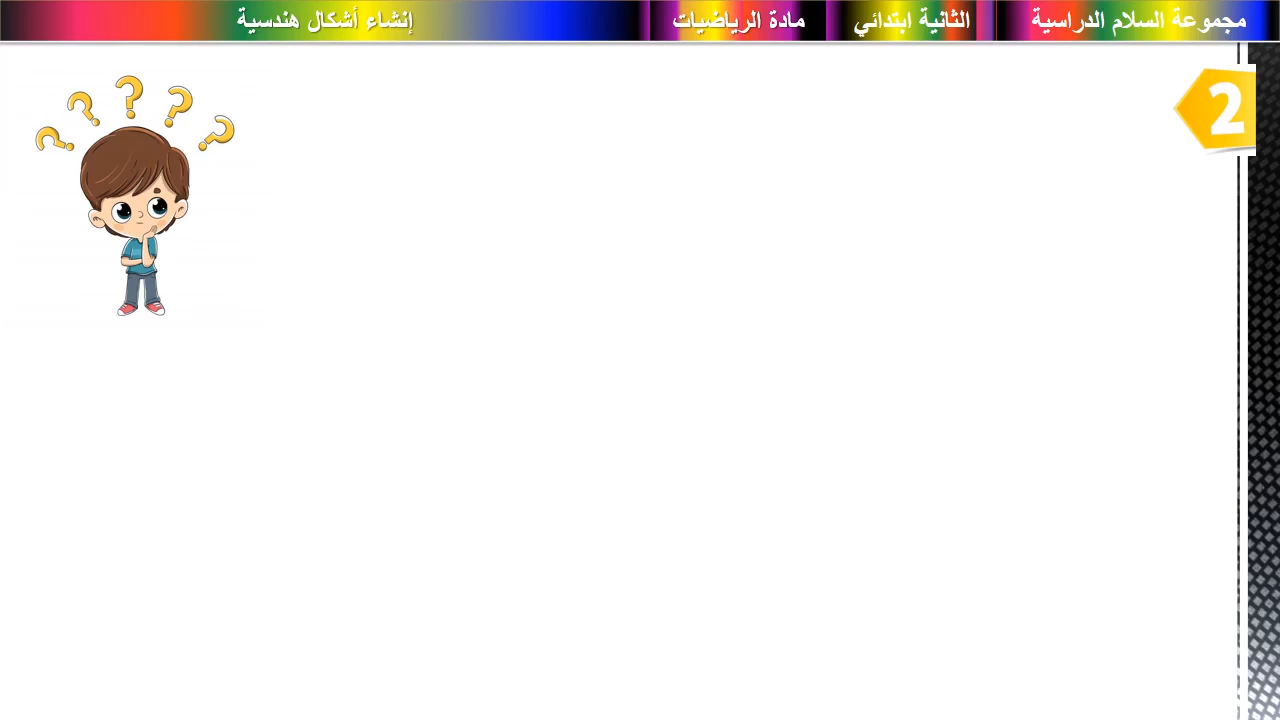 مجموعة السلام الدراسية الثانية ابتدائي مادة الرياضيات إنشاء أشكال هندسية
2
? ? ? ? ?